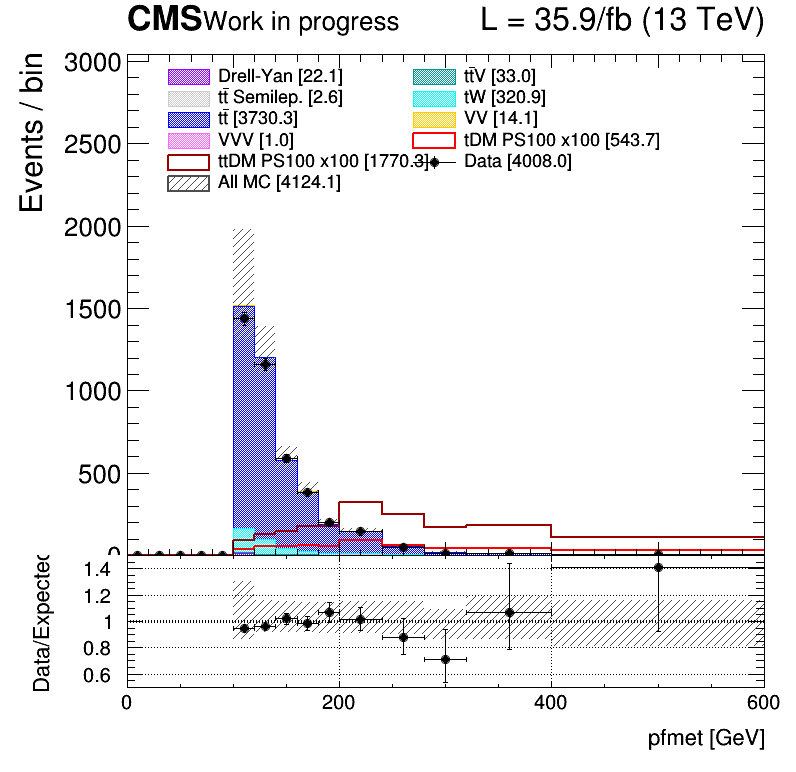 CMS Work in progress L = 35.9/fb (13 TeV)
Events / bin
3000
2500
2000
1500
1000
500
0
Drell-Yan [22.1] tt̄V [33.0]
tt̄ Semilep. [2.6] tW [320.9]
tt̄ [3730.3] VV [14.1]
VVV [1.0] tDM PS100 x100 [543.7]
ttDM PS100 x100 [1770.3] Data [4008.0]
All MC [4124.1]
Data/Expected
1.4
1.2
1
0.8
0.6
0 200 400 600
pfmet [GeV]